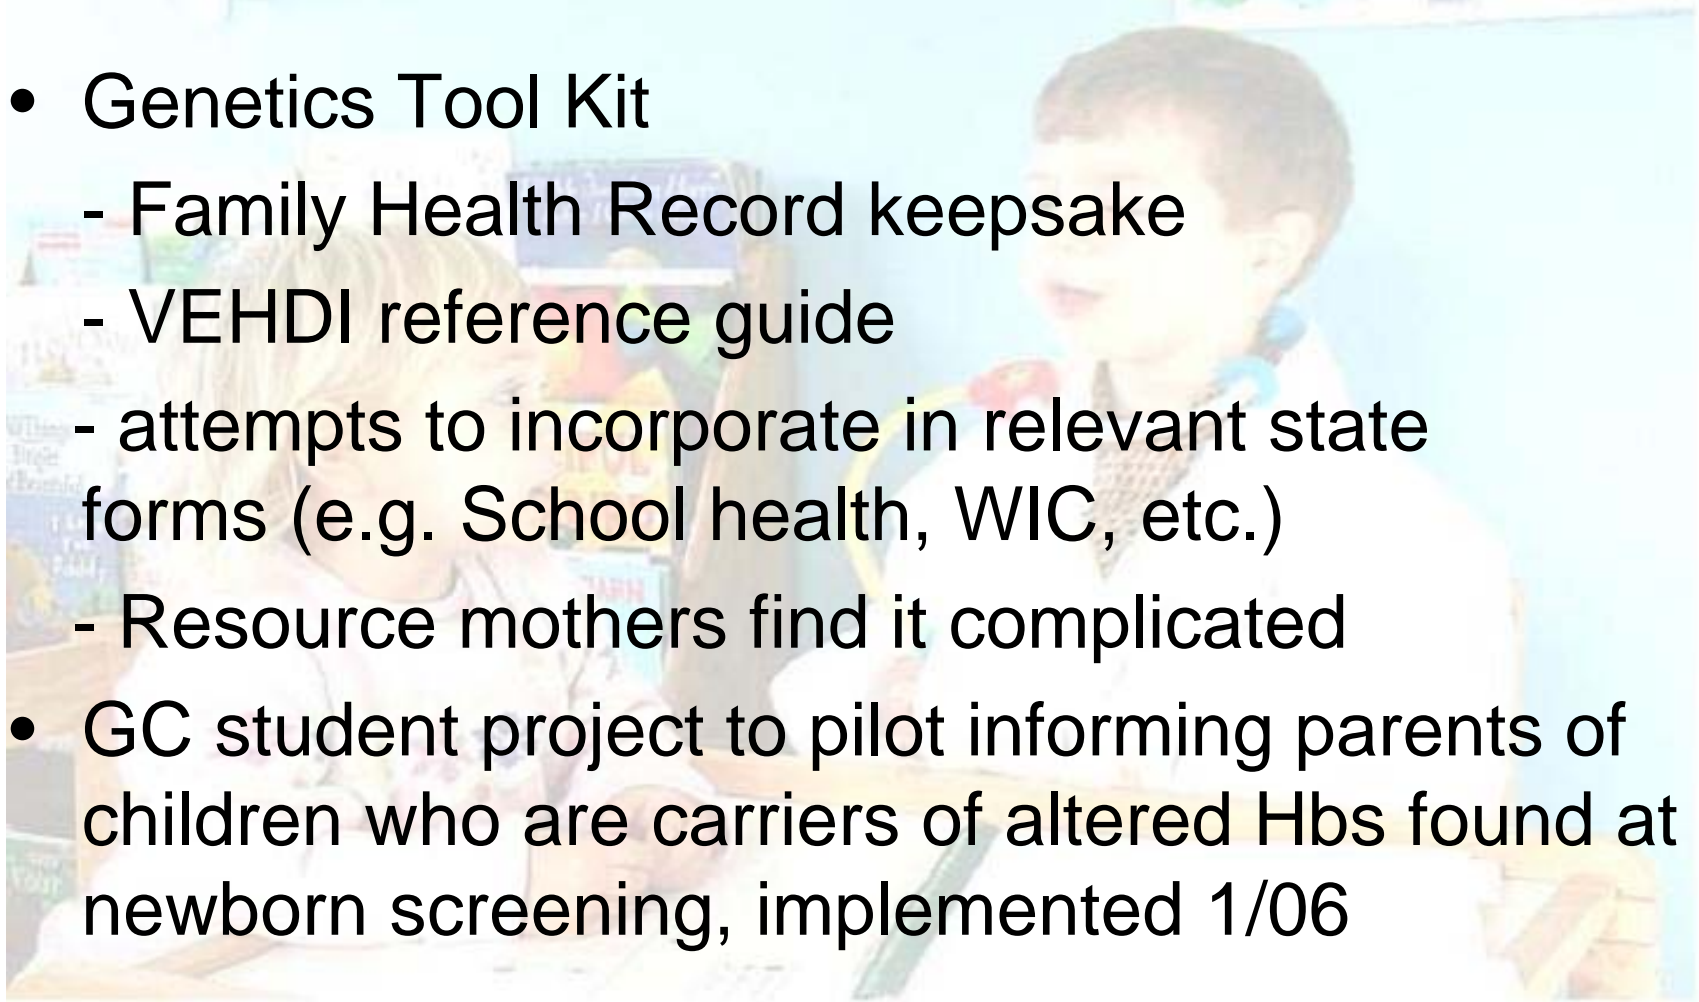 • Genetics Tool Kit
- Family Health Record keepsake
- VEHDI reference guide
- attempts to incorporate in relevant state
forms (e.g. School health, WIC, etc.)
- Resource mothers find it complicated
• GC student project to pilot informing parents of
children who are carriers of altered Hbs found at
newborn screening, implemented 1/06